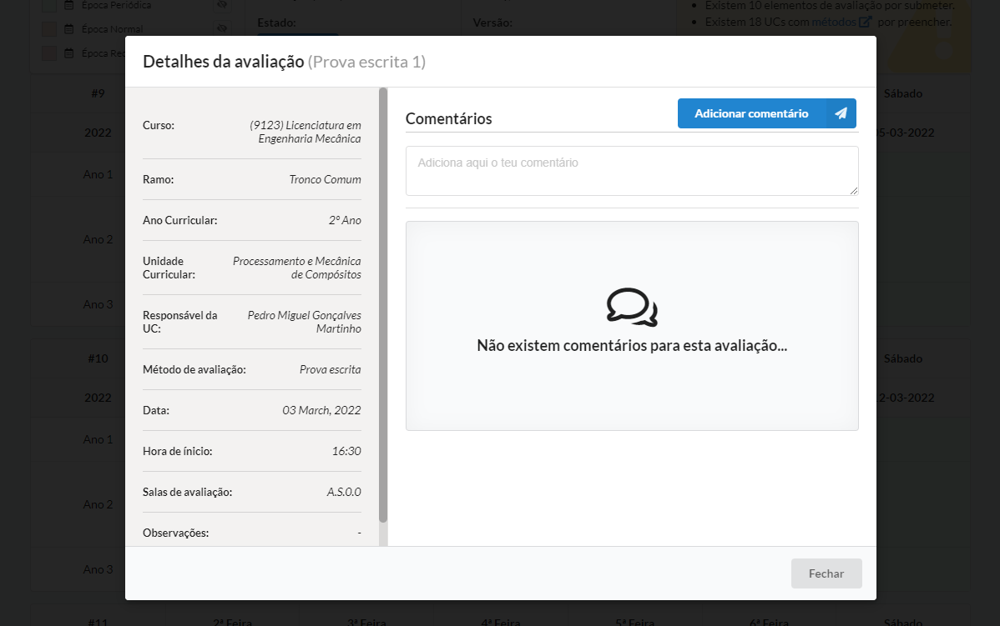 Época Periódica
Existem 10 elementos de avaliação por submeter.
Época Normal
Estado:
Versão:
Existem 18 UCs com métodos por preencher.
Época Rec
Detalhes da avaliação (Prova escrita 1)
#9
Sábado
2022
05-03-2022
Ano 1
Ano 2
Ano 3
#10
Sábado
2022
12-03-2022
Ano 1
Ano 2
Ano 3
Curso:
(9123) Licenciatura em
Engenharia Mecânica
Ramo:
Tronco Comum
Ano Curricular:
2º Ano
Unidade
Curricular:
Processamento e Mecânica
de Compósitos
Responsável da
UC:
Pedro Miguel Gonçalves
Martinho
Método de avaliação:
Prova escrita
Data:
03 March, 2022
Hora de ínicio:
16:30
Salas de avaliação:
A.S.0.0
Observações:
-
Comentários
Adicionar comentário
Adiciona aqui o teu comentário
Não existem comentários para esta avaliação...
Fechar
#11
2ª Feira
3ª Feira
4ª Feira
5ª Feira
6ª Feira
Sábado